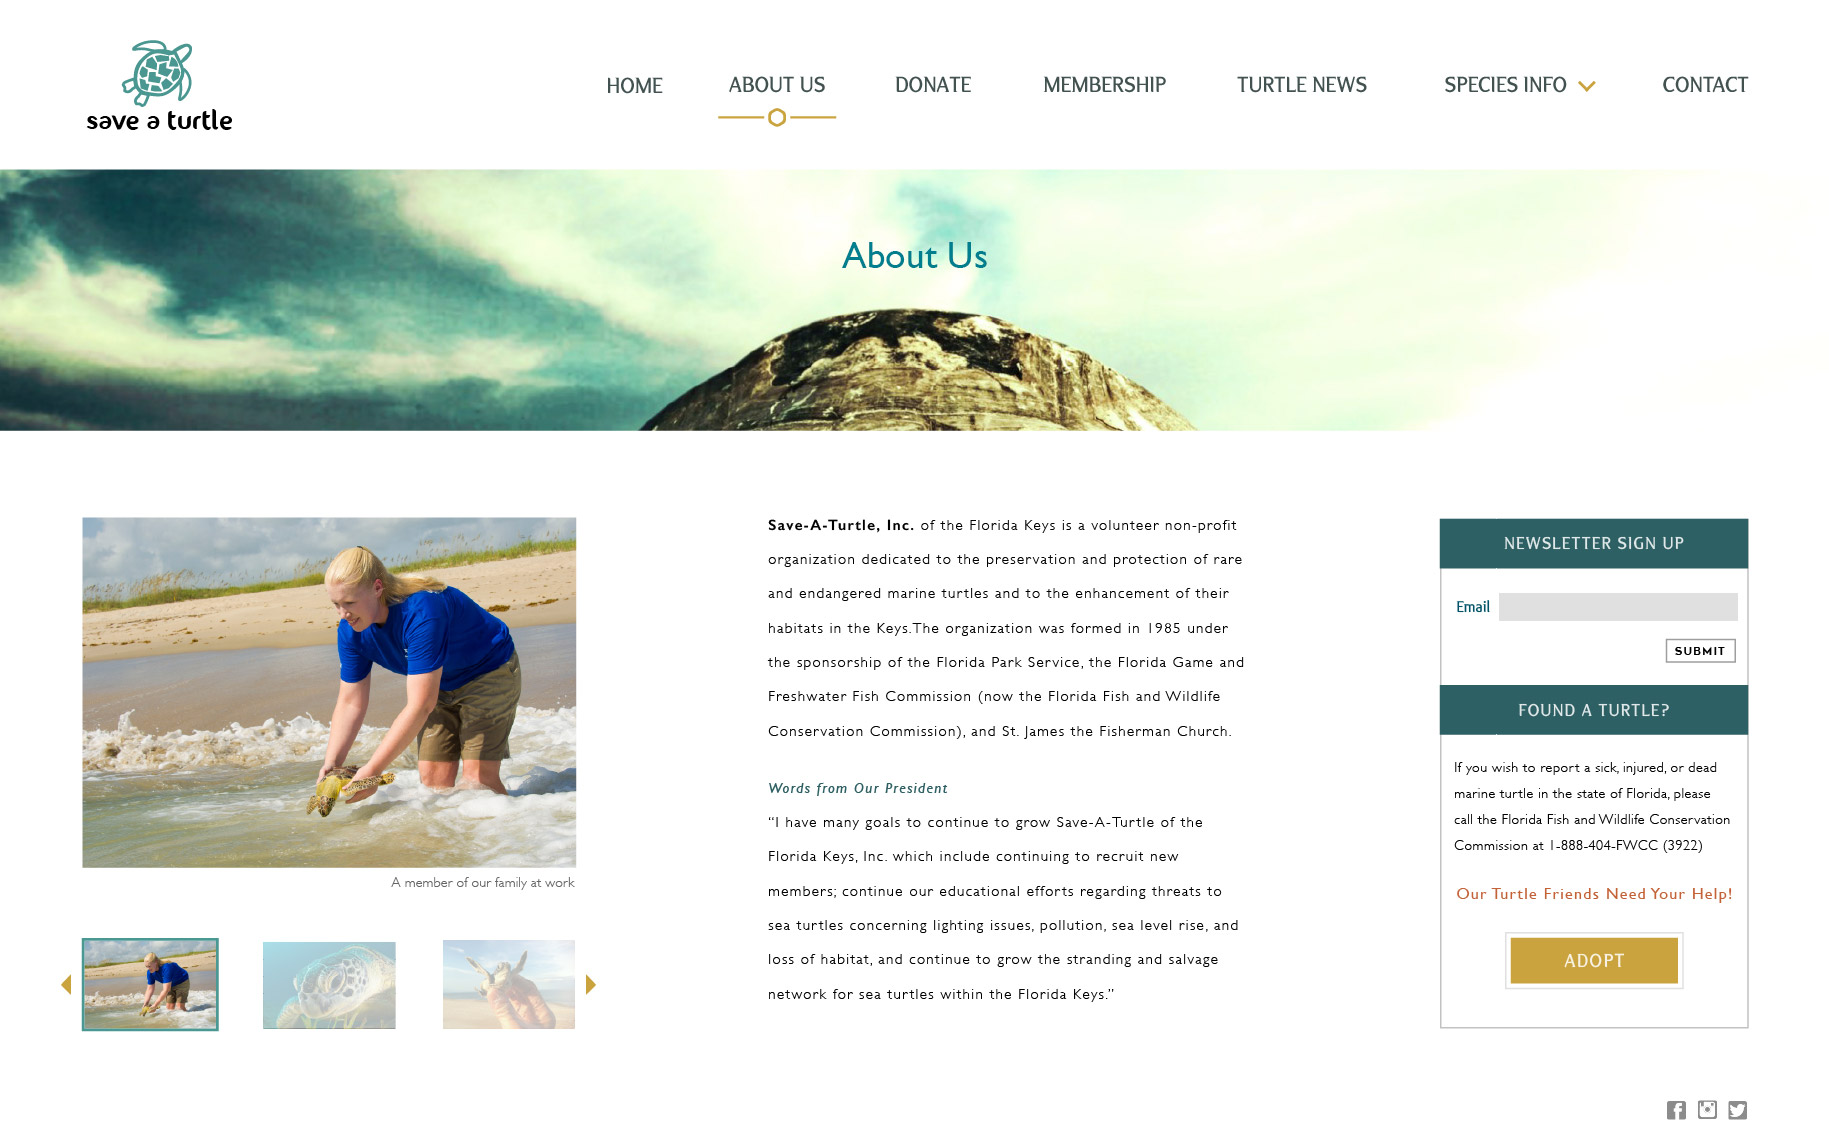 save a turtle
HOME
ABOUT US
DONATE
MEMBERSHIP
TURTLE NEWS
SPECIES INFO
CONTACT
About Us
A member of our family at work
Save-A-Turtle, Inc. of the Florida Keys is a volunteer non-profit
organization dedicated to the preservation and protection of rare
and endangered marine turtles and to the enhancement of their
habitats in the Keys.The organization was formed in 1985 under
the sponsorship of the Florida Park Service, the Florida Game and
Freshwater Fish Commission (now the Florida Fish and Wildlife
Conservation Commission), and St. James the Fisherman Church.
Words from Our President
“I have many goals to continue to grow Save-A-Turtle of the
Florida Keys, Inc. which include continuing to recruit new
members; continue our educational efforts regarding threats to
sea turtles concerning lighting issues, pollution, sea level rise, and
loss of habitat, and continue to grow the stranding and salvage
network for sea turtles within the Florida Keys.”
NEWSLETTER SIGN UP
Email
SUBMIT
FOUND A TURTLE?
If you wish to report a sick, injured, or dead
marine turtle in the state of Florida, please
call the Florida Fish and Wildlife Conservation
Commission at 1-888-404-FWCC (3922)
Our Turtle Friends Need Your Help!
ADOPT